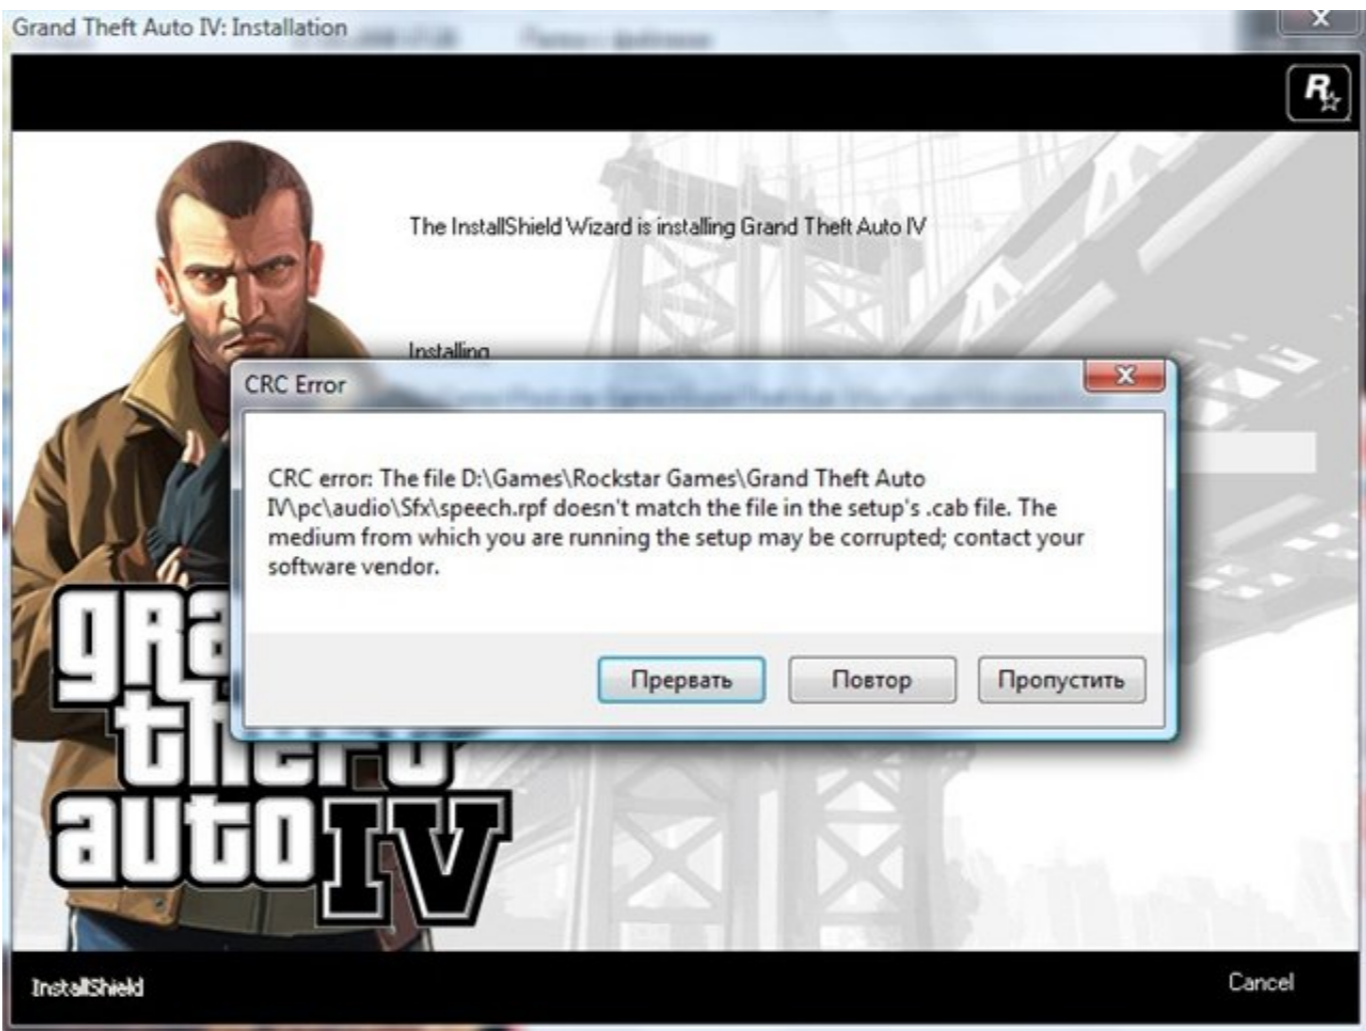 Grand Theft Auto IV: Installation
R
The InstallShield Wizard is installing Grand Theft Auto IV
Installing
CRC Error
CRC error: The file D:\Games\Rockstar Games\Grand Theft Auto
IV\pc\audio\Sfx\speech.rpf doesn't match the file in the setup's .cab file. The
medium from which you are running the setup may be corrupted; contact your
software vendor.
Прервать Повтор Пропустить
gra
theft
auto IV
InstallShield
Cancel